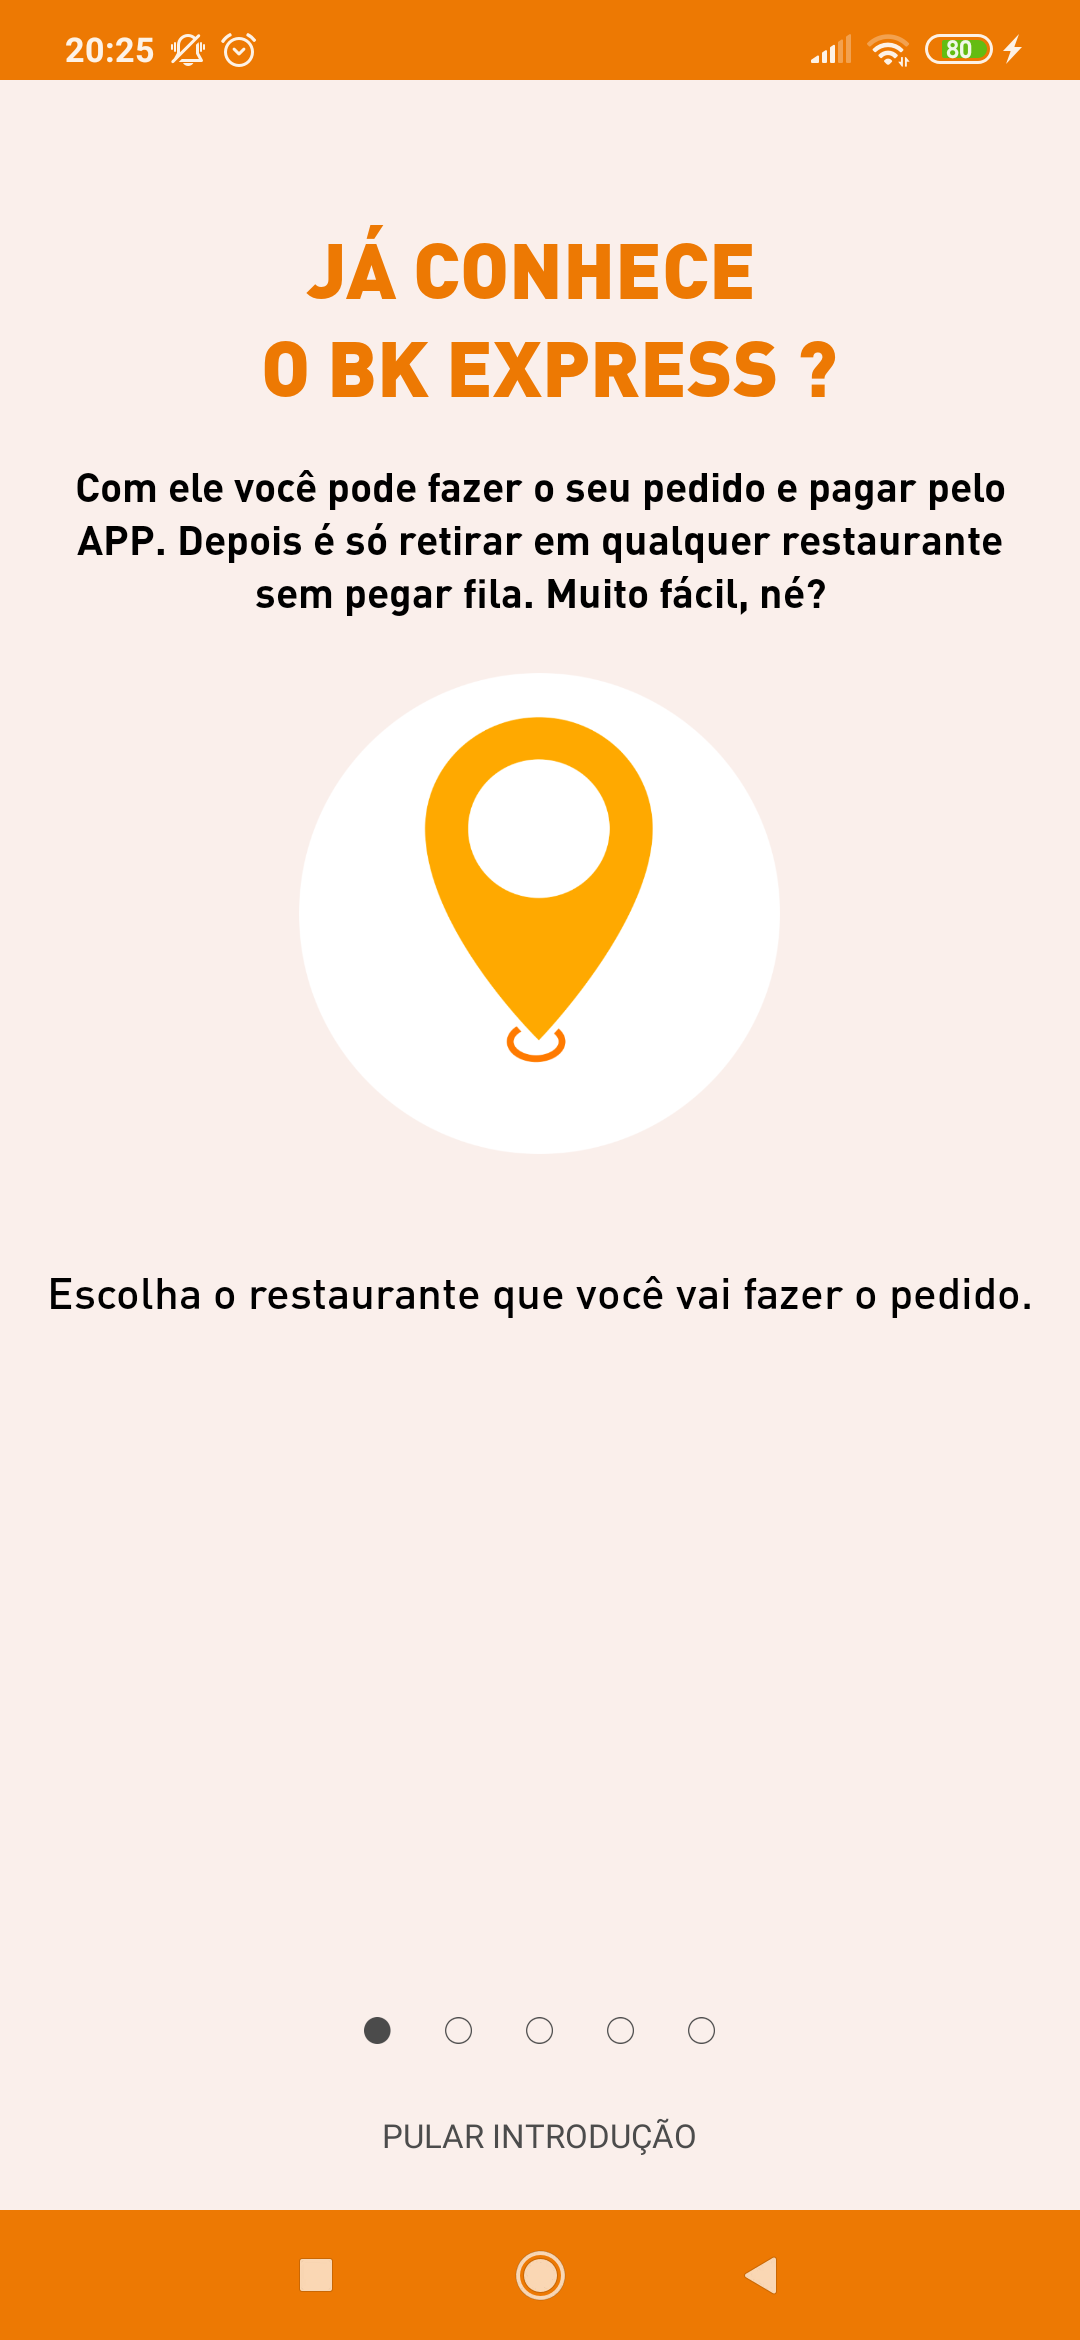 20:25
80
JÁ CONHECE
O BK EXPRESS ?
Com ele você pode fazer o seu pedido e pagar pelo
APP. Depois é só retirar em qualquer restaurante
sem pegar fila. Muito fácil, né?
Escolha o restaurante que você vai fazer o pedido.
PULAR INTRODUÇÃO